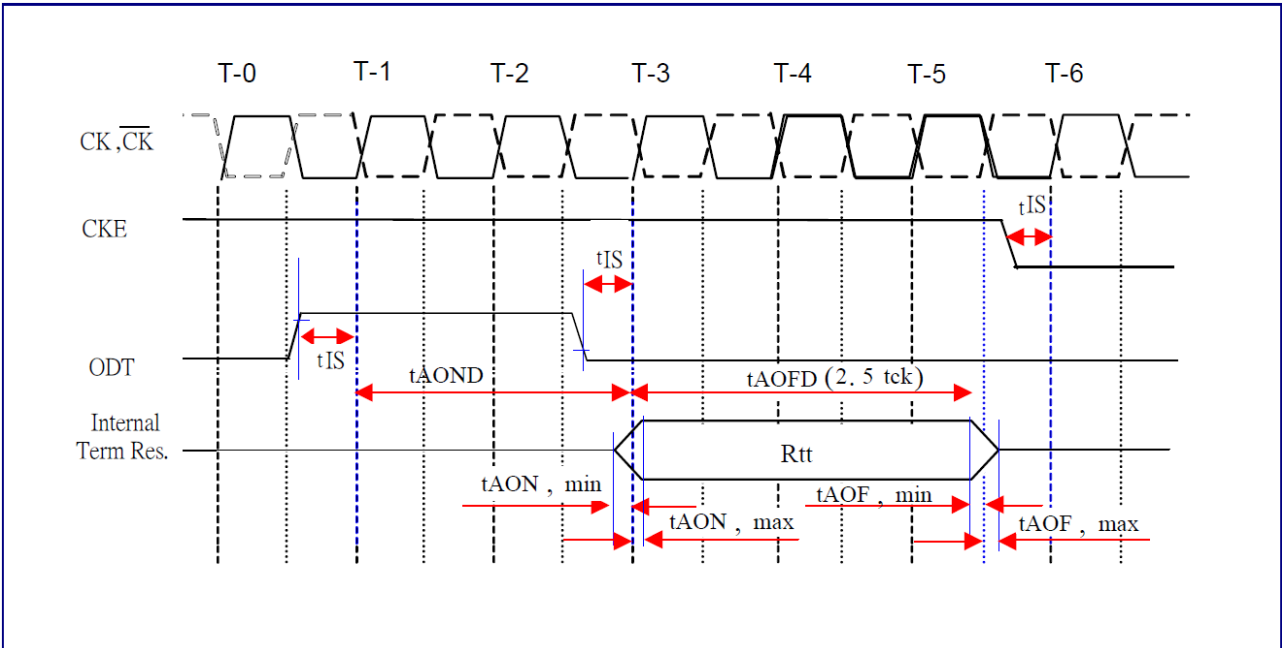 T-0 T-1 T-2 T-3 T-4 T-5 T-6
CK ,CK
tIS
CKE
tIS
tIS
ODT
tAOND tAOFD (2. 5 tck)
Internal
Term Res.
Rtt
tAON , min tAOF , min
tAON , max tAOF , max